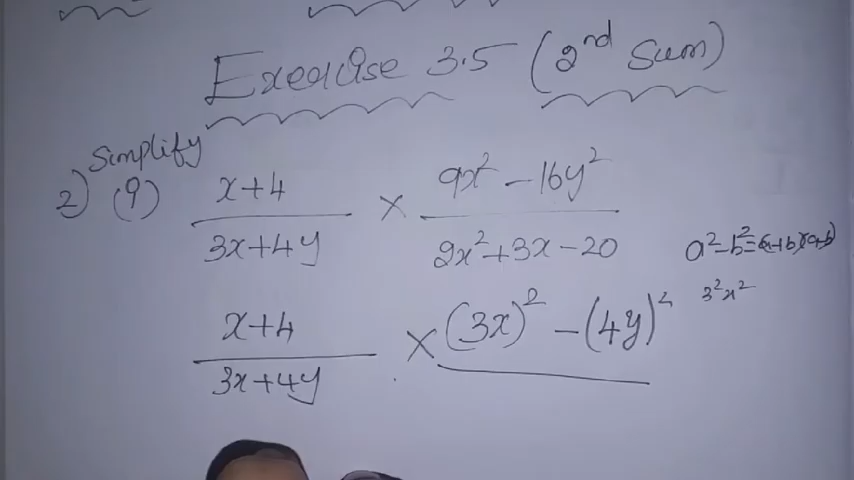 Exercise 3.5 (2nd Sum)
Simplify
2) (9) x+4 / 3x+4y × 9x² - 16y² / 2x²+3x-20
a²-b²=(a+b)(a-b)
3²x²
x+4 / 3x+4y × (3x)² - (4y)²